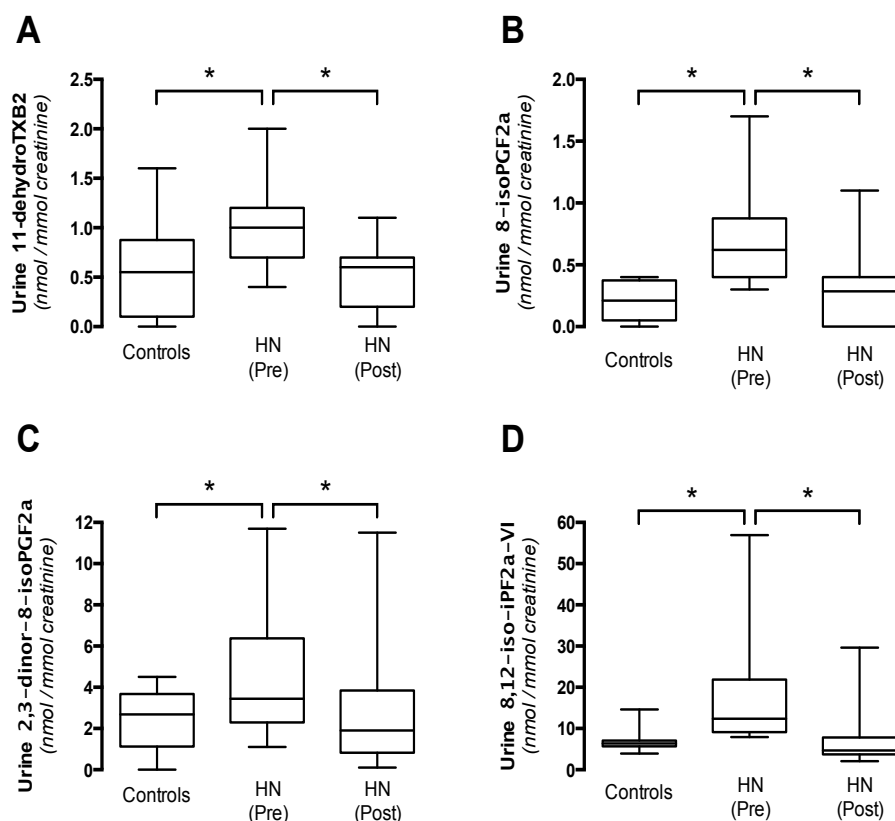 A
Urine 11-dehydroTXB2
(nmol / mmol creatinine)
2.5
2.0
1.5
1.0
0.5
0.0
*
*
Controls
HN
(Pre)
HN
(Post)
B
Urine 8-isoPGF2a
(nmol / mmol creatinine)
2.0
1.5
1.0
0.5
0.0
*
*
Controls
HN
(Pre)
HN
(Post)
C
Urine 2,3-dinor-8-isoPGF2a
(nmol / mmol creatinine)
12
10
8
6
4
2
0
*
*
Controls
HN
(Pre)
HN
(Post)
D
Urine 8,12-iso-iPF2a-VI
(nmol / mmol creatinine)
60
50
40
30
20
10
0
*
*
Controls
HN
(Pre)
HN
(Post)